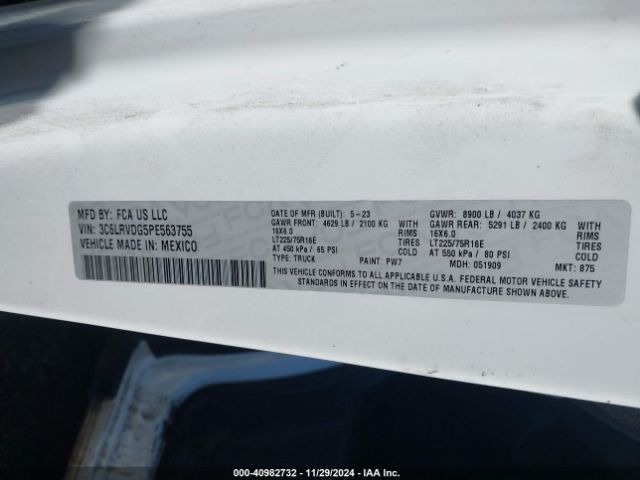 MFD BY: FCA US LLC
VIN: 3C6LRVDG5PE563755
VEHICLE MADE IN: MEXICO
DATE OF MFR (BUILT): 5-23
GAWR FRONT: 4629 LB / 2100 KG WITH
16X6.0 RIMS
LT225/75R16E TIRES
AT 450 kPa / 65 PSI COLD
TYPE: TRUCK PAINT: PW7
GVWR: 8900 LB / 4037 KG
GAWR REAR: 5291 LB / 2400 KG WITH
16X6.0 RIMS
LT225/75R16E TIRES
AT 550 kPa / 80 PSI COLD
MDH: 051909 MKT: 875
THIS VEHICLE CONFORMS TO ALL APPLICABLE U.S.A. FEDERAL MOTOR VEHICLE SAFETY
STANDARDS IN EFFECT ON THE DATE OF MANUFACTURE SHOWN ABOVE.
000-40982732 - 11/29/2024 - IAA Inc.